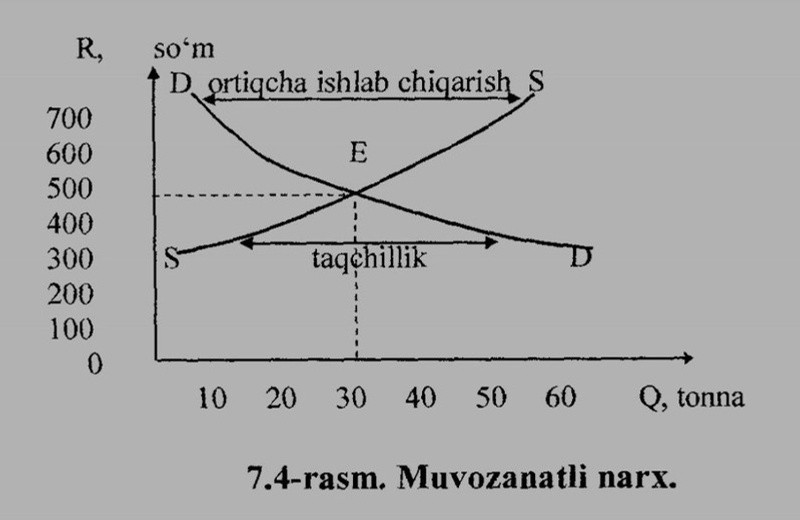 R, so‘m
D ortiqcha ishlab chiqarish S
700
600
E
500
400
300
S taqchillik D
200
100
0
10 20 30 40 50 60 Q, tonna
7.4-rasm. Muvozanatli narx.